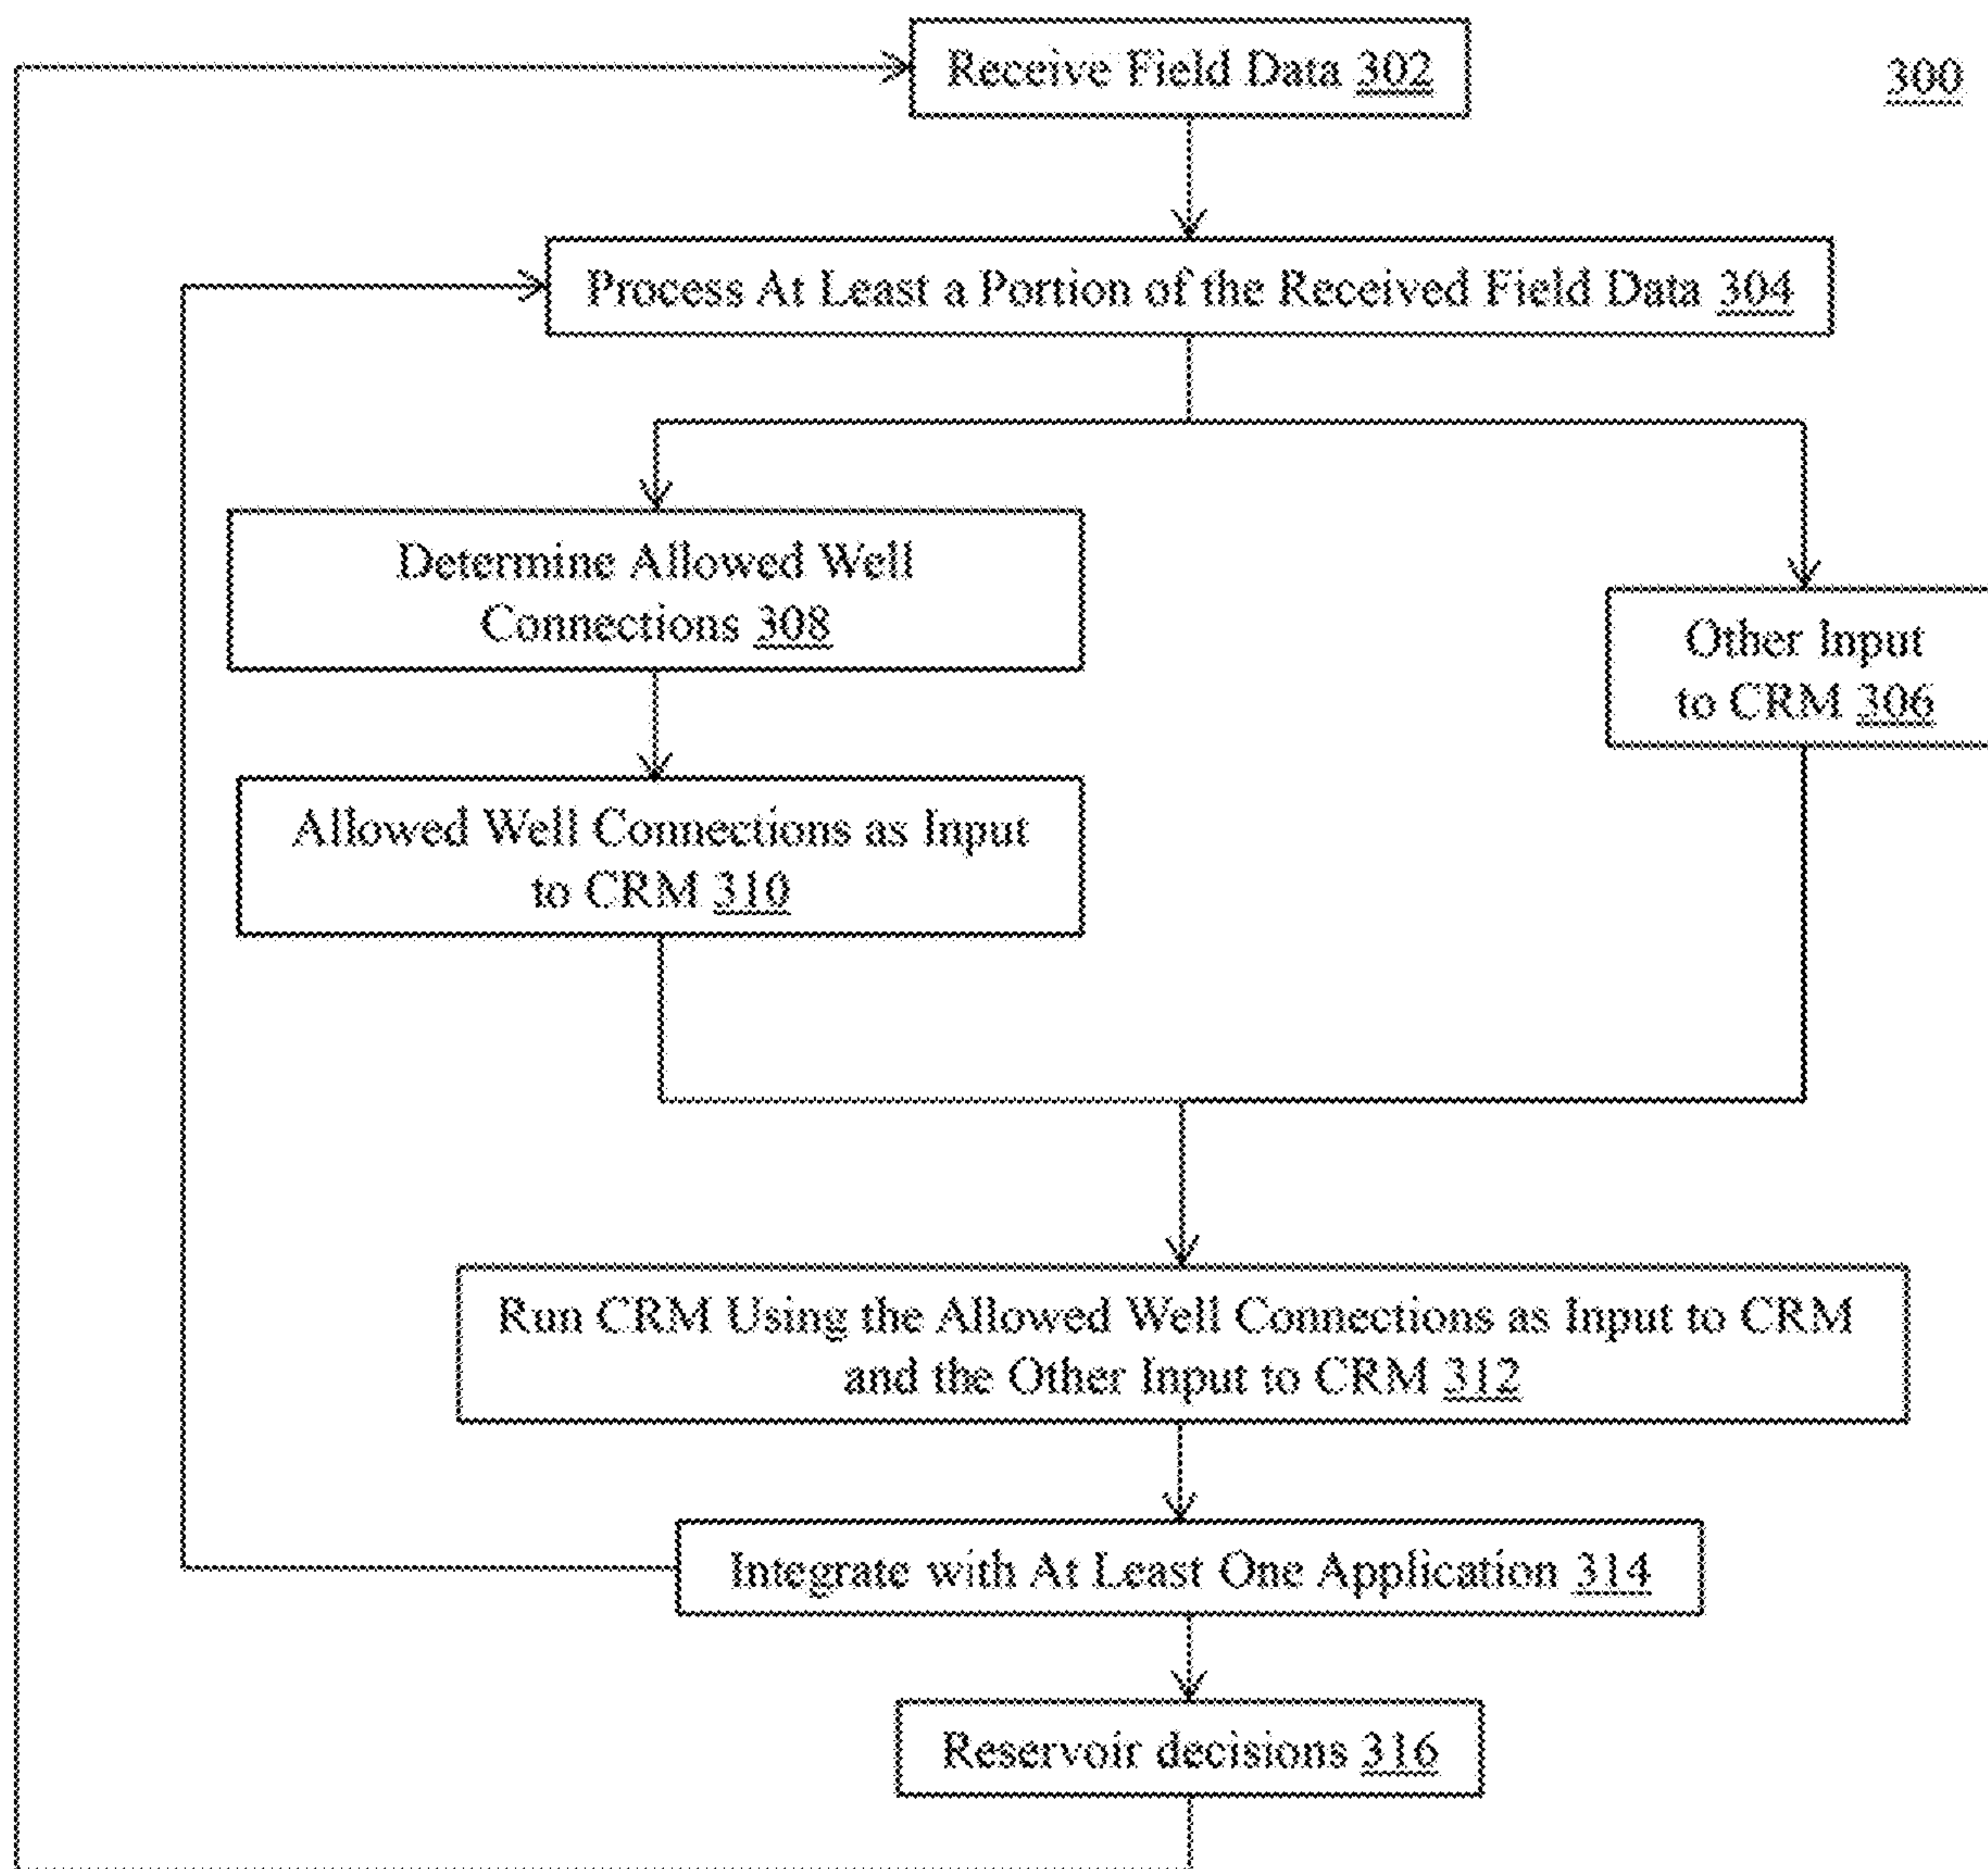 Receive Field Data 302
300
Process At Least a Portion of the Received Field Data 304
Determine Allowed Well
Connections 308
Other Input
to CRM 306
Allowed Well Connections as Input
to CRM 310
Run CRM Using the Allowed Well Connections as Input to CRM
and the Other Input to CRM 312
Integrate with At Least One Application 314
Reservoir decisions 316